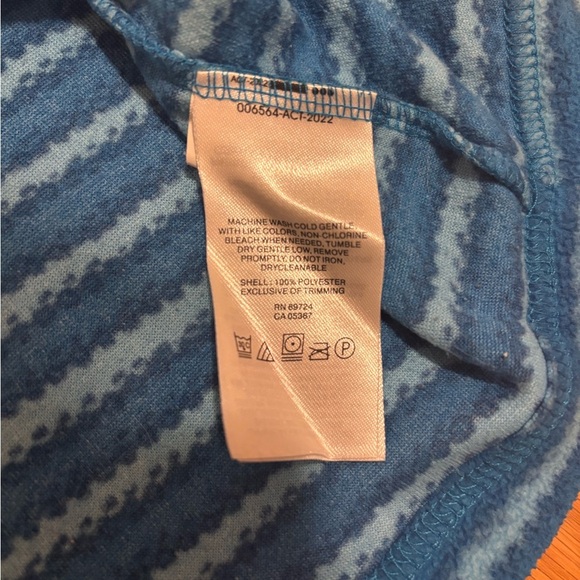 006564-ACT-2022
MACHINE WASH COLD GENTLE
WITH LIKE COLORS, NON-CHLORINE
BLEACH WHEN NEEDED, TUMBLE
DRY GENTLE LOW, REMOVE
PROMPTLY, DO NOT IRON,
DRYCLEANABLE
SHELL: 100% POLYESTER
EXCLUSIVE OF TRIMMING
RN 89724
CA 05367
P